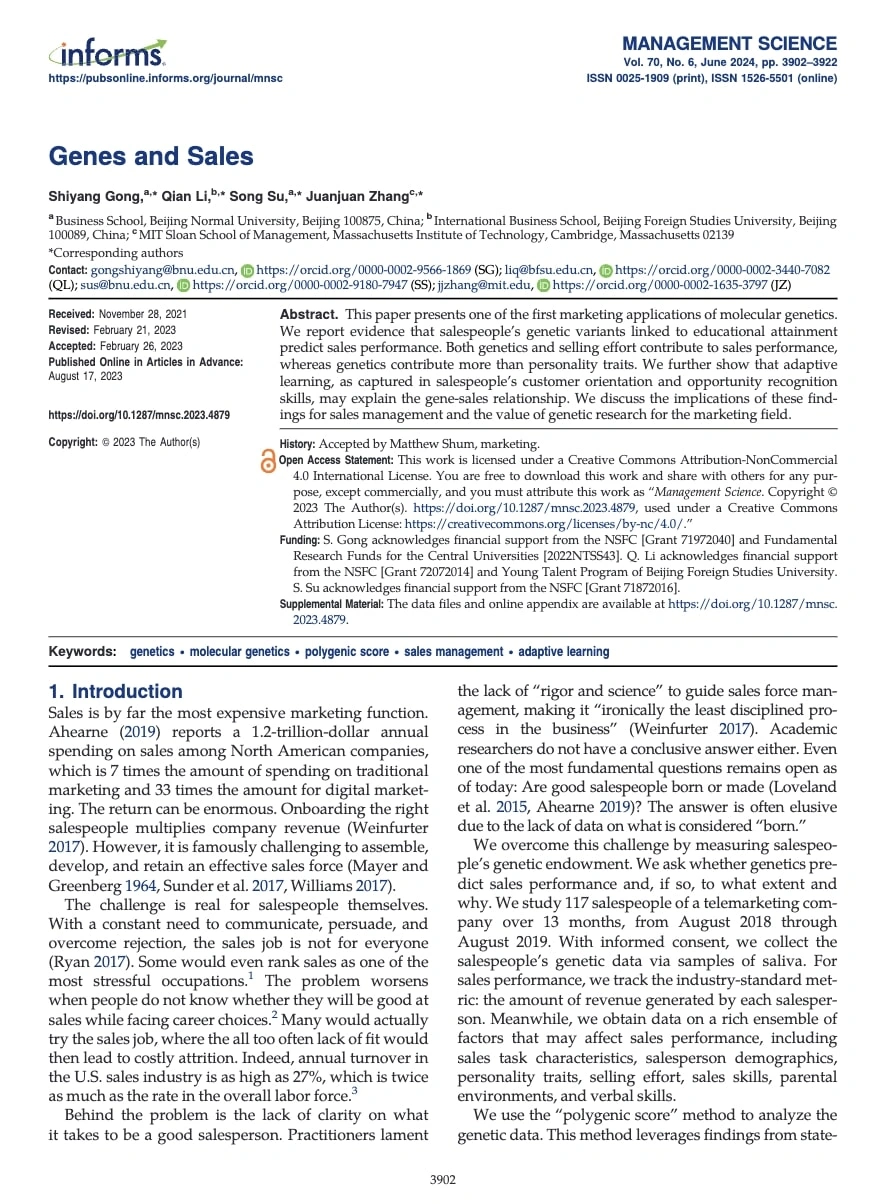 informs
https://pubsonline.informs.org/journal/mnsc
MANAGEMENT SCIENCE
Vol. 70, No. 6, June 2024, pp. 3902–3922
ISSN 0025-1909 (print), ISSN 1526-5501 (online)
Genes and Sales
Shiyang Gong,a,* Qian Li,b,* Song Su,a,* Juanjuan Zhangc,*
a Business School, Beijing Normal University, Beijing 100875, China; b International Business School, Beijing Foreign Studies University, Beijing
100089, China; c MIT Sloan School of Management, Massachusetts Institute of Technology, Cambridge, Massachusetts 02139
*Corresponding authors
Contact: gongshiyang@bnu.edu.cn, iD https://orcid.org/0000-0002-9566-1869 (SG); liq@bfsu.edu.cn, iD https://orcid.org/0000-0002-3440-7082
(QL); sus@bnu.edu.cn, iD https://orcid.org/0000-0002-9180-7947 (SS); jjzhang@mit.edu, iD https://orcid.org/0000-0002-1635-3797 (JZ)
Received: November 28, 2021
Revised: February 21, 2023
Accepted: February 26, 2023
Published Online in Articles in Advance:
August 17, 2023
https://doi.org/10.1287/mnsc.2023.4879
Copyright: © 2023 The Author(s)
Abstract. This paper presents one of the first marketing applications of molecular genetics.
We report evidence that salespeople's genetic variants linked to educational attainment
predict sales performance. Both genetics and selling effort contribute to sales performance,
whereas genetics contribute more than personality traits. We further show that adaptive
learning, as captured in salespeople's customer orientation and opportunity recognition
skills, may explain the gene-sales relationship. We discuss the implications of these find-
ings for sales management and the value of genetic research for the marketing field.
History: Accepted by Matthew Shum, marketing.
Open Access Statement: This work is licensed under a Creative Commons Attribution-NonCommercial
4.0 International License. You are free to download this work and share with others for any pur-
pose, except commercially, and you must attribute this work as “Management Science. Copyright ©
2023 The Author(s). https://doi.org/10.1287/mnsc.2023.4879, used under a Creative Commons
Attribution License: https://creativecommons.org/licenses/by-nc/4.0/.”
Funding: S. Gong acknowledges financial support from the NSFC [Grant 71972040] and Fundamental
Research Funds for the Central Universities [2022NTSS43]. Q. Li acknowledges financial support
from the NSFC [Grant 72072014] and Young Talent Program of Beijing Foreign Studies University.
S. Su acknowledges financial support from the NSFC [Grant 71872016].
Supplemental Material: The data files and online appendix are available at https://doi.org/10.1287/mnsc.
2023.4879.
Keywords: genetics • molecular genetics • polygenic score • sales management • adaptive learning
1. Introduction
Sales is by far the most expensive marketing function.
Ahearne (2019) reports a 1.2-trillion-dollar annual
spending on sales among North American companies,
which is 7 times the amount of spending on traditional
marketing and 33 times the amount for digital market-
ing. The return can be enormous. Onboarding the right
salespeople multiplies company revenue (Weinfurter
2017). However, it is famously challenging to assemble,
develop, and retain an effective sales force (Mayer and
Greenberg 1964, Sunder et al. 2017, Williams 2017).
The challenge is real for salespeople themselves.
With a constant need to communicate, persuade, and
overcome rejection, the sales job is not for everyone
(Ryan 2017). Some would even rank sales as one of the
most stressful occupations.1 The problem worsens
when people do not know whether they will be good at
sales while facing career choices.2 Many would actually
try the sales job, where the all too often lack of fit would
then lead to costly attrition. Indeed, annual turnover in
the U.S. sales industry is as high as 27%, which is twice
as much as the rate in the overall labor force.3
Behind the problem is the lack of clarity on what
it takes to be a good salesperson. Practitioners lament
the lack of “rigor and science” to guide sales force man-
agement, making it “ironically the least disciplined pro-
cess in the business” (Weinfurter 2017). Academic
researchers do not have a conclusive answer either. Even
one of the most fundamental questions remains open as
of today: Are good salespeople born or made (Loveland
et al. 2015, Ahearne 2019)? The answer is often elusive
due to the lack of data on what is considered “born.”
We overcome this challenge by measuring salespeo-
ple's genetic endowment. We ask whether genetics pre-
dict sales performance and, if so, to what extent and
why. We study 117 salespeople of a telemarketing com-
pany over 13 months, from August 2018 through
August 2019. With informed consent, we collect the
salespeople's genetic data via samples of saliva. For
sales performance, we track the industry-standard met-
ric: the amount of revenue generated by each salesper-
son. Meanwhile, we obtain data on a rich ensemble of
factors that may affect sales performance, including
sales task characteristics, salesperson demographics,
personality traits, selling effort, sales skills, parental
environments, and verbal skills.
We use the “polygenic score” method to analyze the
genetic data. This method leverages findings from state-
3902